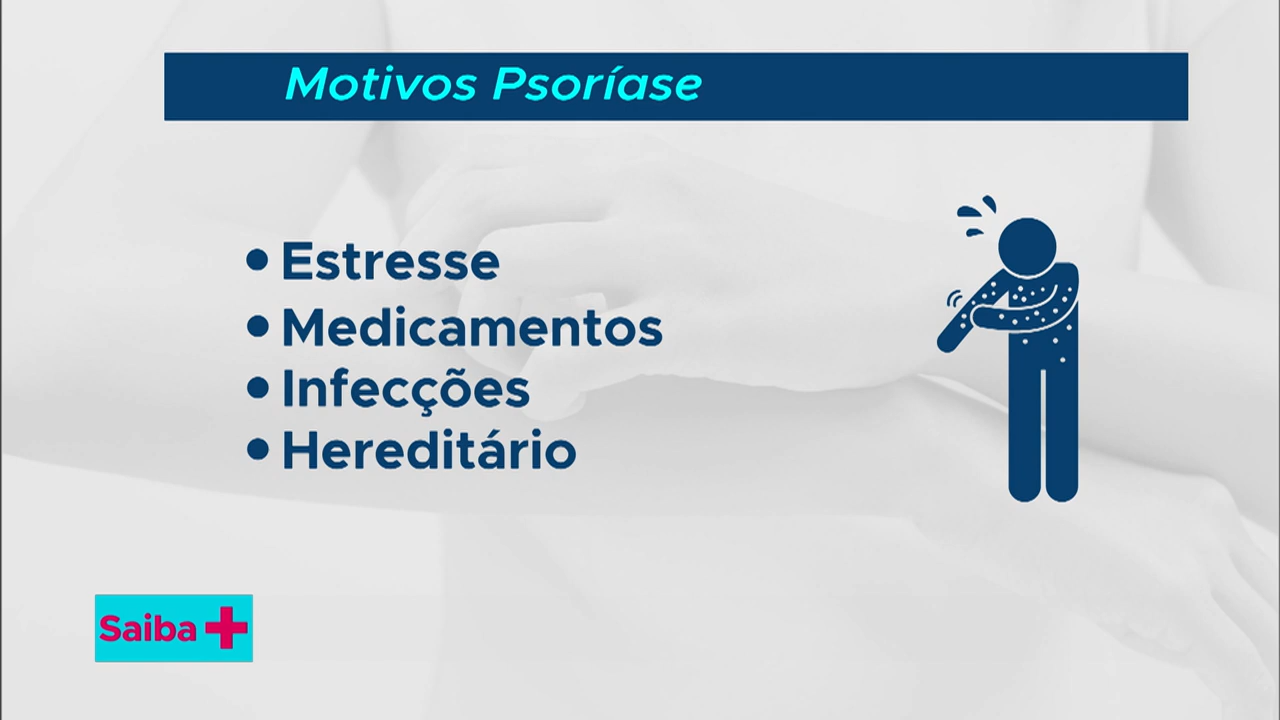 Motivos Psoríase
• Estresse
• Medicamentos
• Infecções
• Hereditário
Saiba +